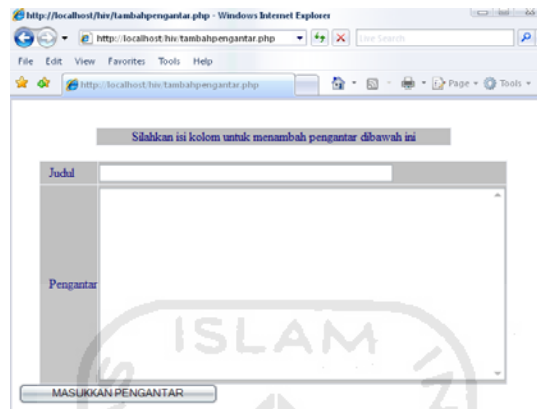 http://localhost/hiv/tambahpengantar.php - Windows Internet Explorer
http://localhost/hiv/tambahpengantar.php
Live Search
File Edit View Favorites Tools Help
http://localhost/hiv/tambahpengantar.php
Page Tools
Silahkan isi kolom untuk menambah pengantar dibawah ini
Judul
Pengantar
ISLAM
MASUKKAN PENGANTAR